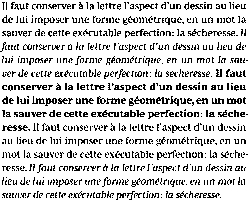 Il faut conserver à la lettre l'aspect d'un dessin au lieu
de lui imposer une forme géométrique, en un mot la
sauver de cette exécutable perfection: la sécheresse. Il
faut conserver à la lettre l'aspect d'un dessin au lieu de
lui imposer une forme géométrique, en un mot la sau-
ver de cette exécutable perfection: la sécheresse. Il faut
conserver à la lettre l'aspect d'un dessin au lieu
de lui imposer une forme géométrique, en un mot
la sauver de cette exécutable perfection: la séche-
resse. Il faut conserver à la lettre l'aspect d'un dessin
au lieu de lui imposer une forme géométrique, en un
mot la sauver de cette exécutable perfection: la séche-
resse. Il faut conserver à la lettre l'aspect d'un dessin au
lieu de lui imposer une forme géométrique, en un mot la
sauver de cette exécutable perfection: la sécheresse.